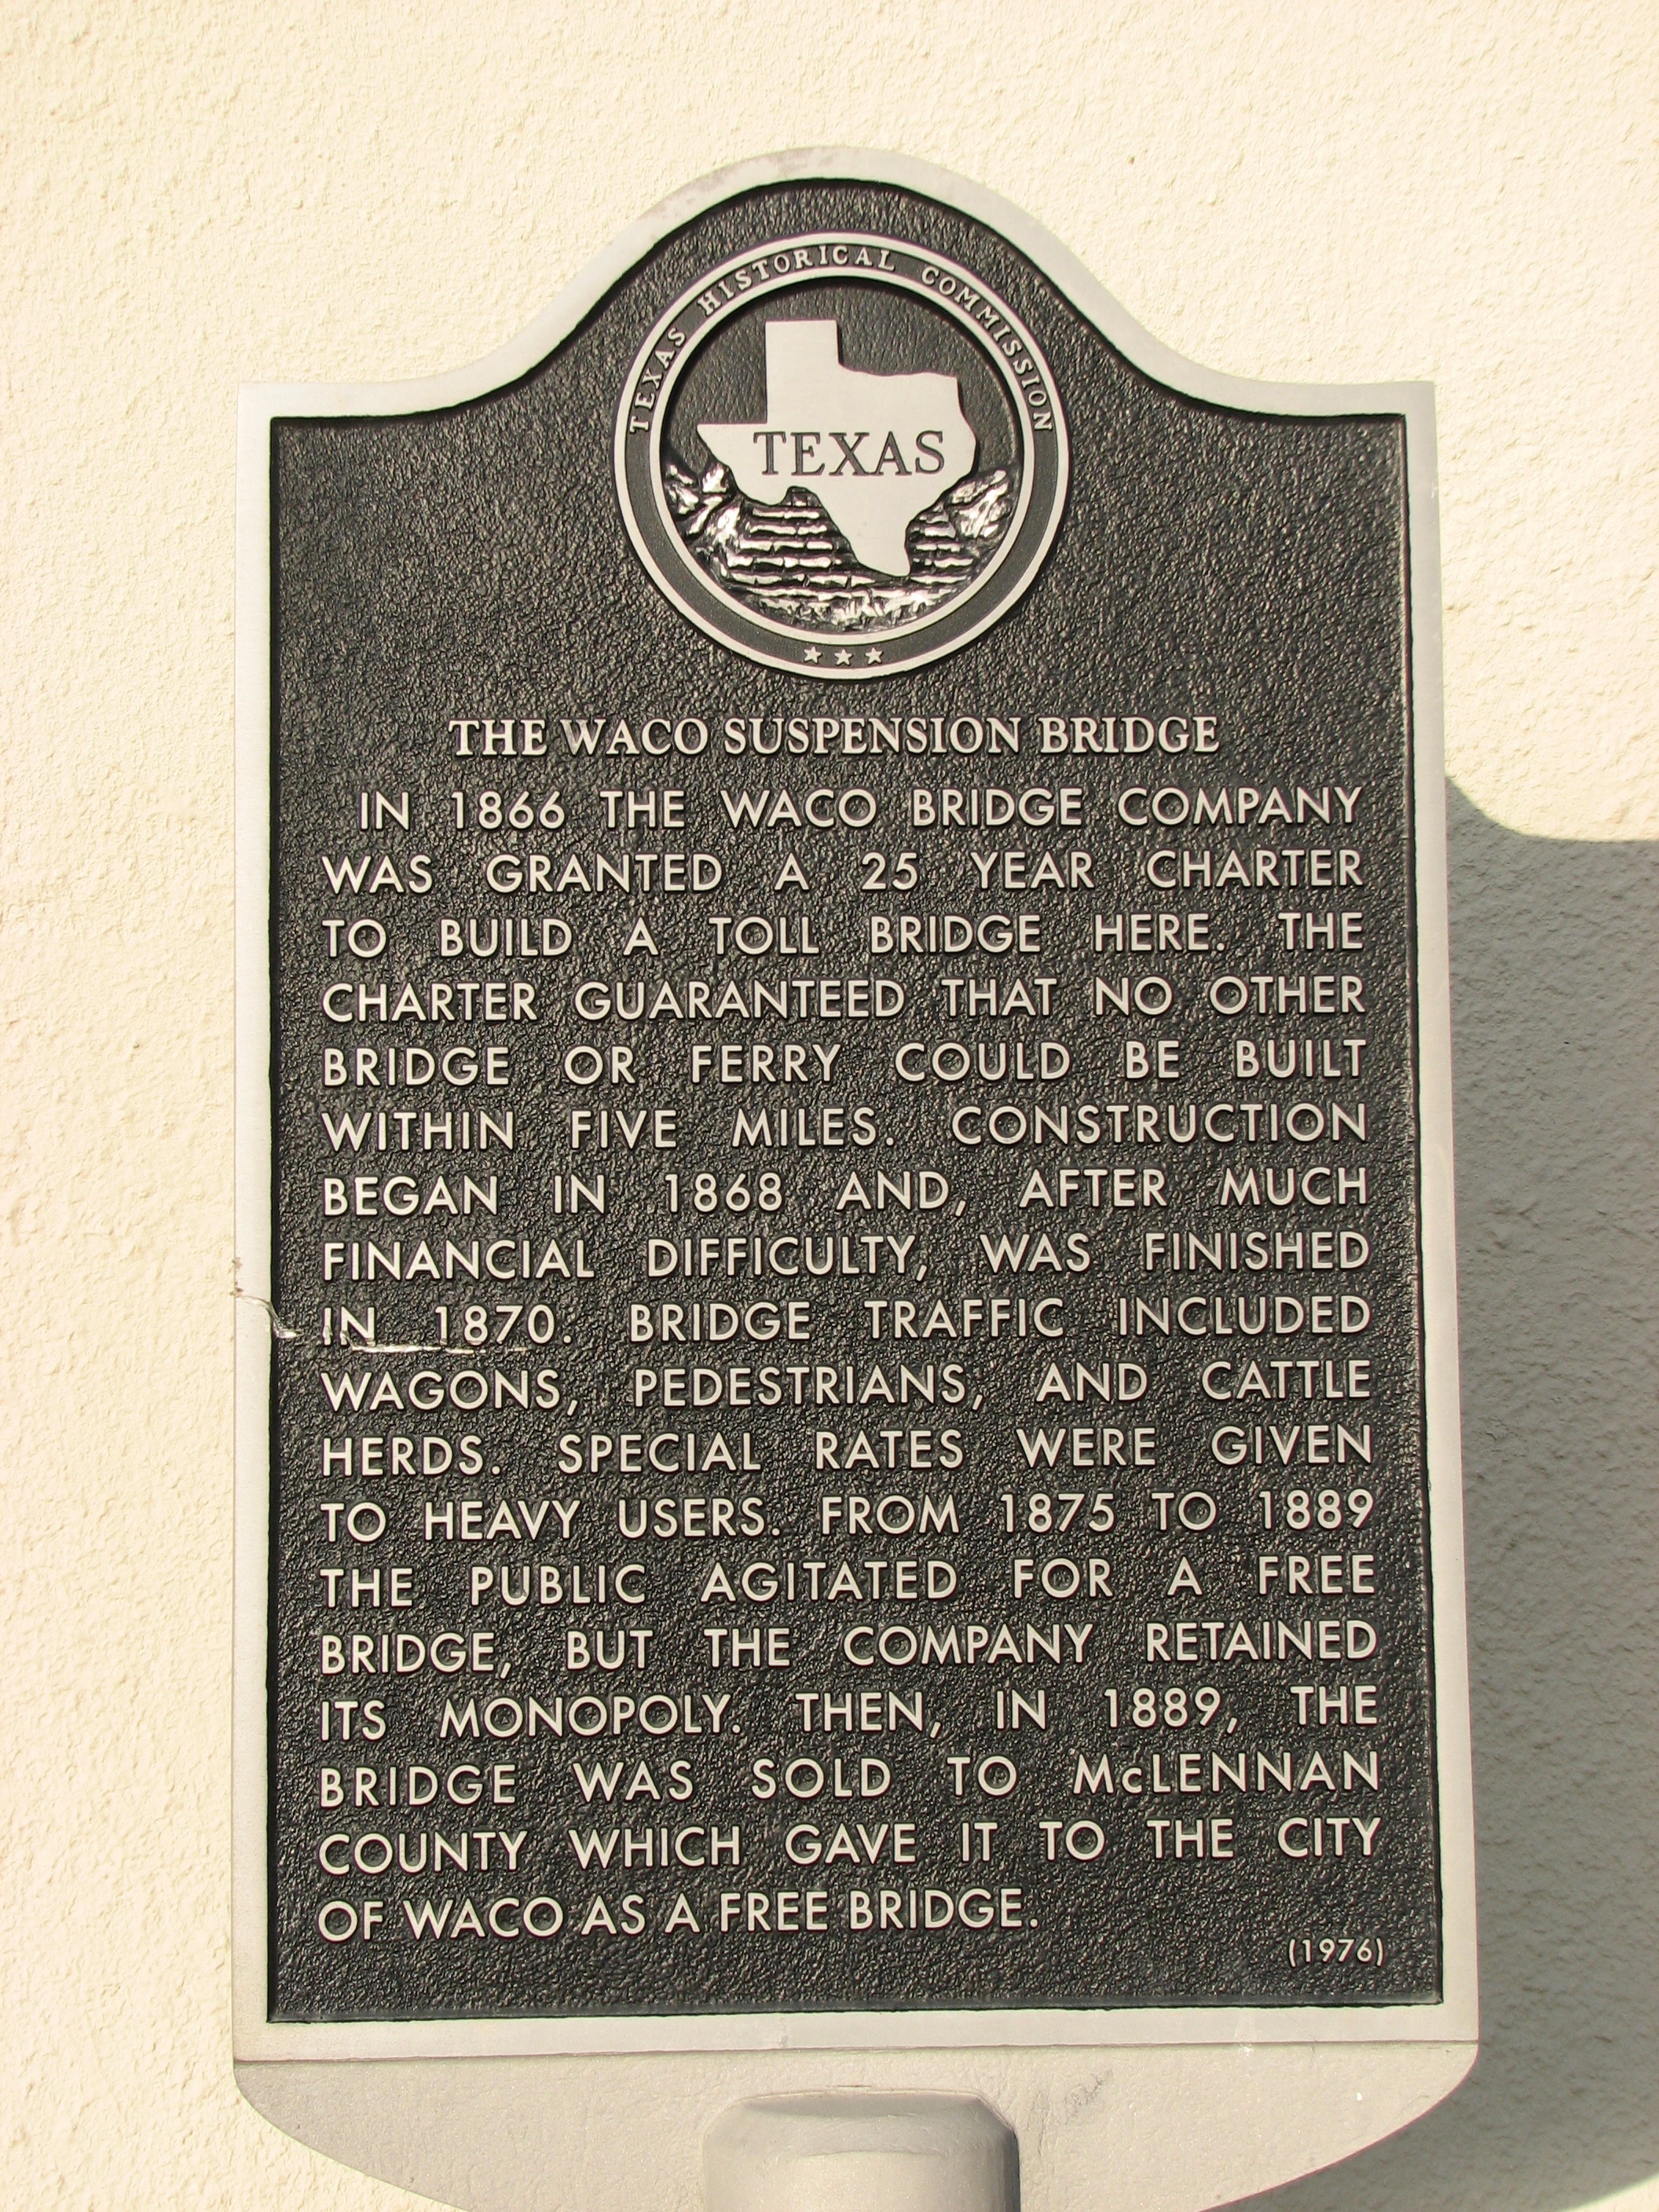 TEXAS HISTORICAL COMMISSION
TEXAS
THE WACO SUSPENSION BRIDGE
IN 1866 THE WACO BRIDGE COMPANY
WAS GRANTED A 25 YEAR CHARTER
TO BUILD A TOLL BRIDGE HERE. THE
CHARTER GUARANTEED THAT NO OTHER
BRIDGE OR FERRY COULD BE BUILT
WITHIN FIVE MILES. CONSTRUCTION
BEGAN IN 1868 AND, AFTER MUCH
FINANCIAL DIFFICULTY, WAS FINISHED
IN 1870. BRIDGE TRAFFIC INCLUDED
WAGONS, PEDESTRIANS, AND CATTLE
HERDS. SPECIAL RATES WERE GIVEN
TO HEAVY USERS. FROM 1875 TO 1889
THE PUBLIC AGITATED FOR A FREE
BRIDGE, BUT THE COMPANY RETAINED
ITS MONOPOLY. THEN, IN 1889, THE
BRIDGE WAS SOLD TO McLENNAN
COUNTY WHICH GAVE IT TO THE CITY
OF WACO AS A FREE BRIDGE.
(1976)